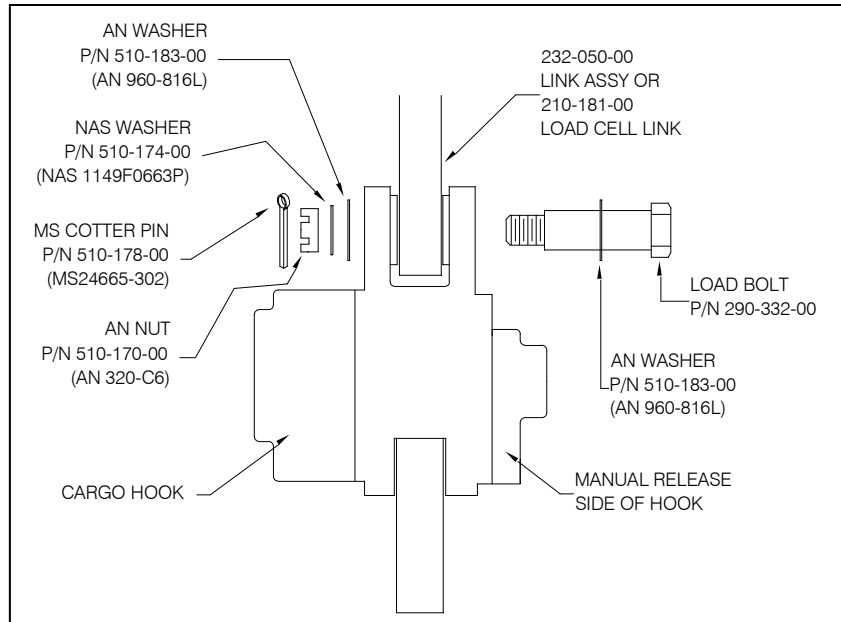 AN WASHER
P/N 510-183-00
(AN 960-816L)
NAS WASHER
P/N 510-174-00
(NAS 1149F0663P)
MS COTTER PIN
P/N 510-178-00
(MS24665-302)
AN NUT
P/N 510-170-00
(AN 320-C6)
CARGO HOOK
232-050-00
LINK ASSY OR
210-181-00
LOAD CELL LINK
LOAD BOLT
P/N 290-332-00
AN WASHER
P/N 510-183-00
(AN 960-816L)
MANUAL RELEASE
SIDE OF HOOK